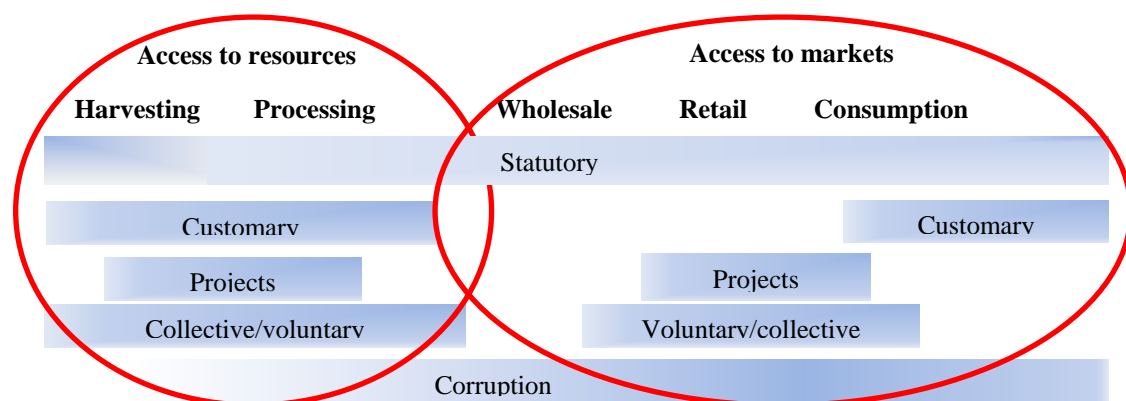 Access to resources
Access to markets
Harvesting Processing Wholesale Retail Consumption
Statutory
Customary
Customary
Projects
Projects
Collective/voluntary
Voluntary/collective
Corruption